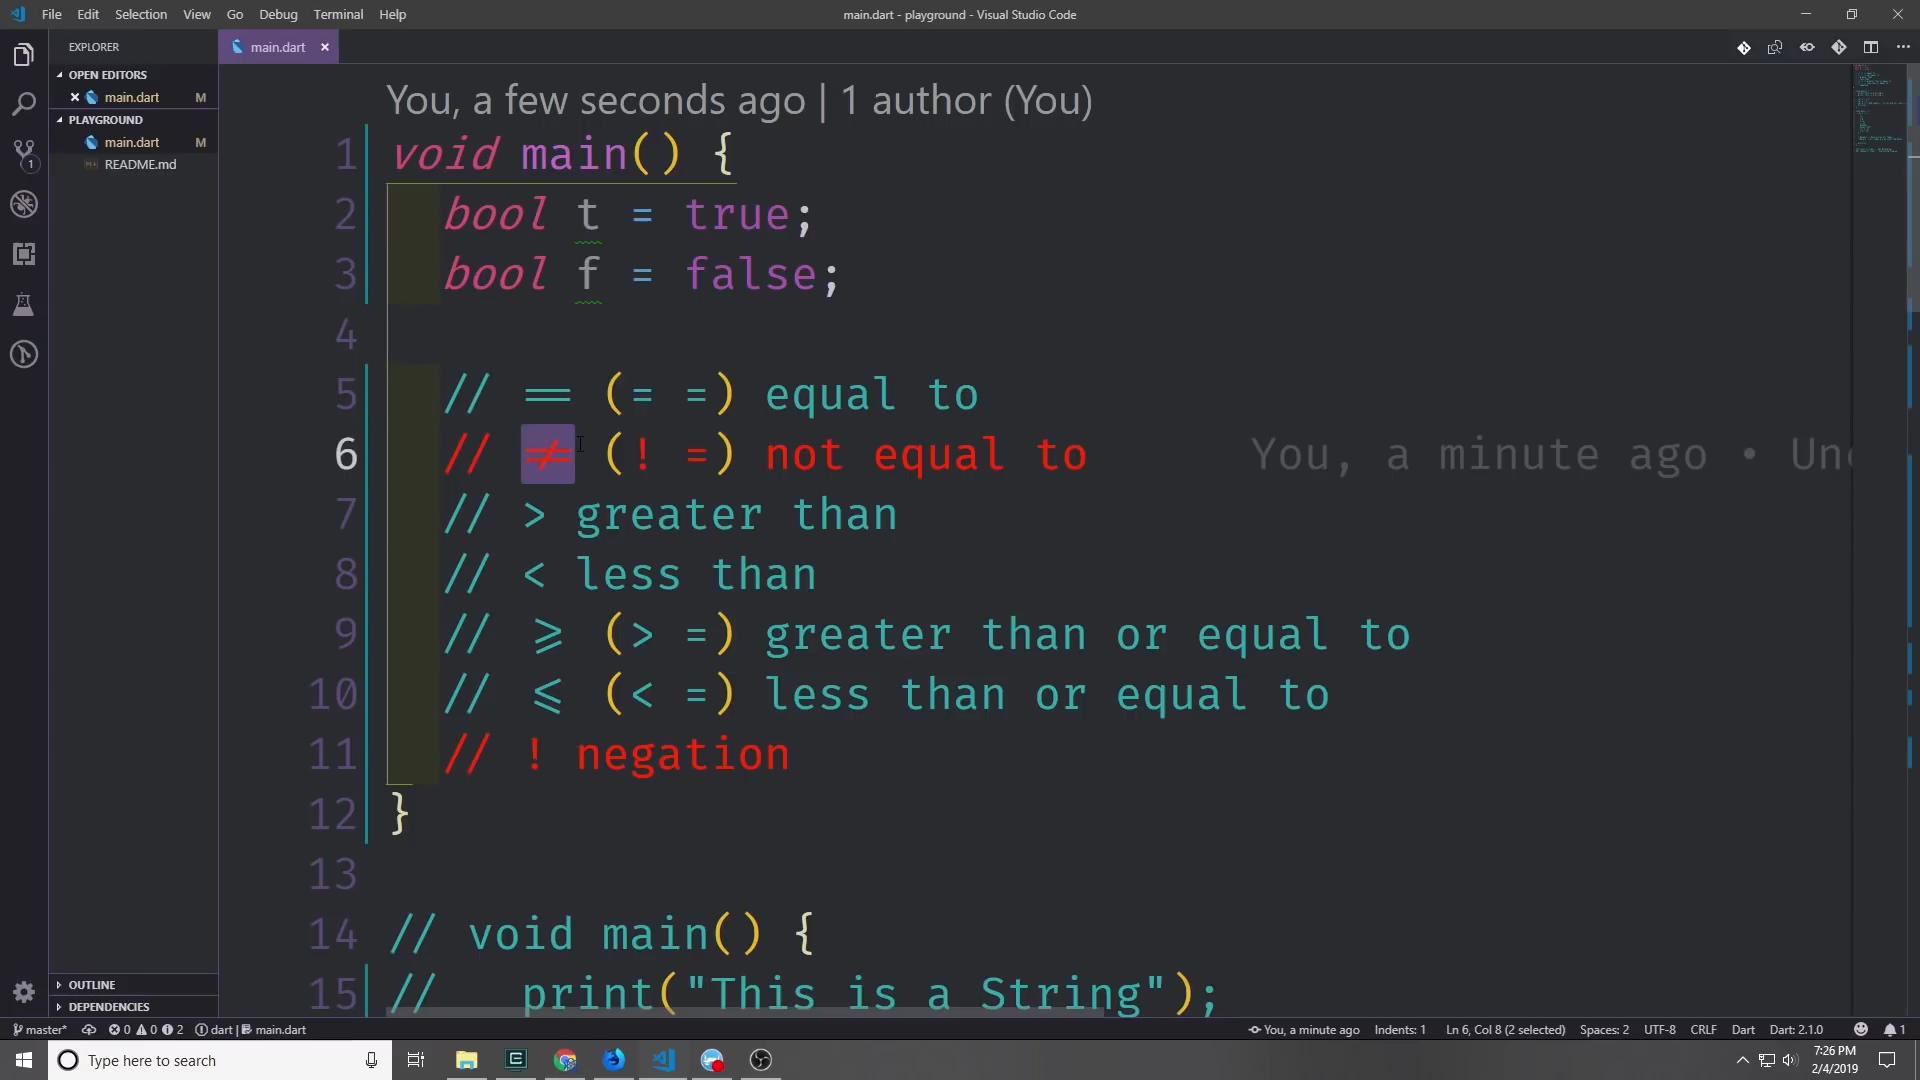 File Edit Selection View Go Debug Terminal Help
main.dart - playground - Visual Studio Code
EXPLORER
OPEN EDITORS
main.dart M
PLAYGROUND
main.dart M
README.md
OUTLINE
DEPENDENCIES
main.dart
You, a few seconds ago | 1 author (You)
1 void main() {
2 bool t = true;
3 bool f = false;
4
5 // == (= =) equal to
6 // != (! =) not equal to You, a minute ago • Unc
7 // > greater than
8 // < less than
9 // >= (> =) greater than or equal to
10 // <= (< =) less than or equal to
11 // ! negation
12 }
13
14 // void main() {
15 // print("This is a String");
master* 0 0 2 dart | main.dart
You, a minute ago Indents: 1 Ln 6, Col 8 (2 selected) Spaces: 2 UTF-8 CRLF Dart Dart: 2.1.0 1
Type here to search
7:26 PM
2/4/2019